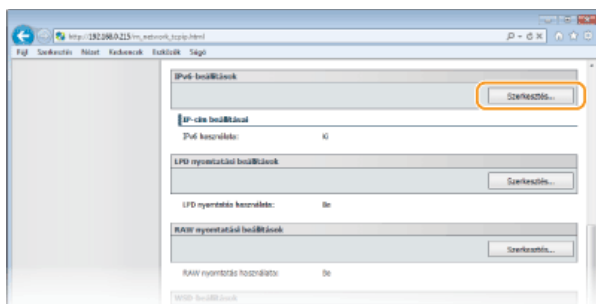 http://192.168.0.215/m_network_tcpip.html
Fájl Szerkesztés Nézet Kedvencek Eszközök Súgó
IPv6-beállítások
Szerkesztés...
IP-cím beállításai
IPv6 használata: Ki
LPD nyomtatási beállítások
Szerkesztés...
LPD nyomtatás használata: Be
RAW nyomtatási beállítások
Szerkesztés...
RAW nyomtatás használata: Be
WSD beállítások